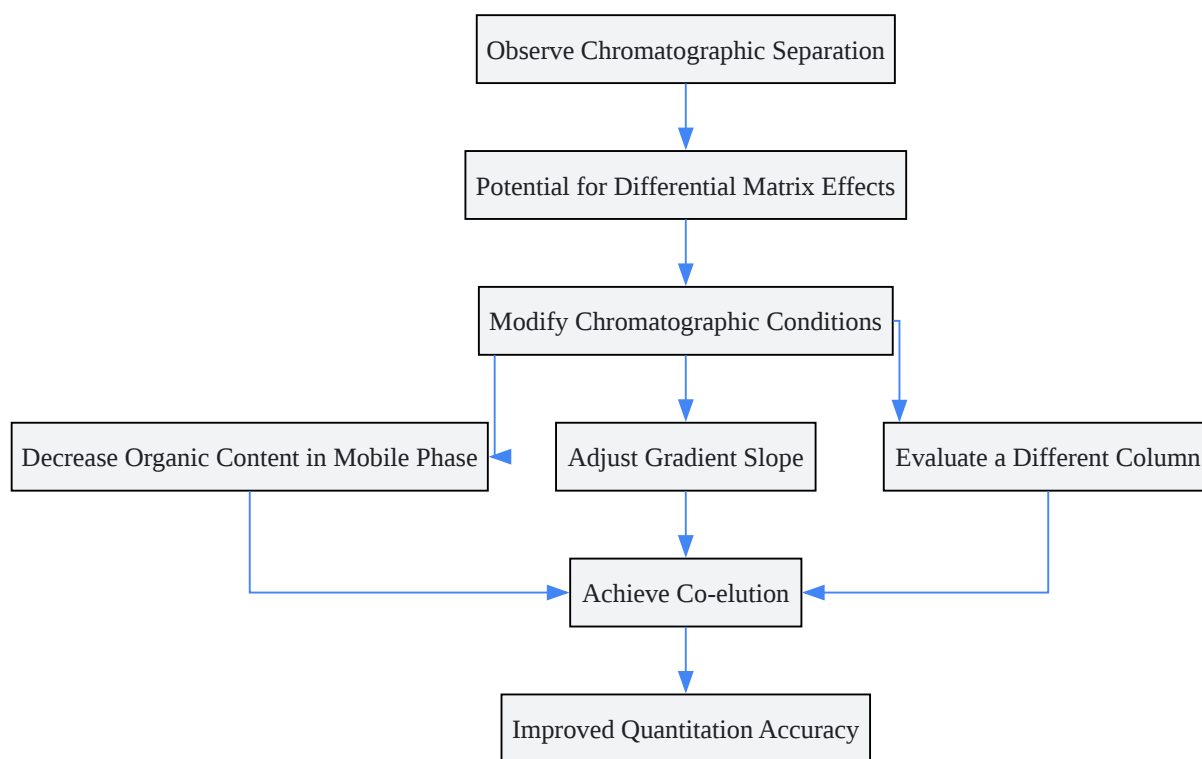 Observe Chromatographic Separation
Potential for Differential Matrix Effects
Modify Chromatographic Conditions
Decrease Organic Content in Mobile Phase
Adjust Gradient Slope
Evaluate a Different Column
Achieve Co-elution
Improved Quantitation Accuracy